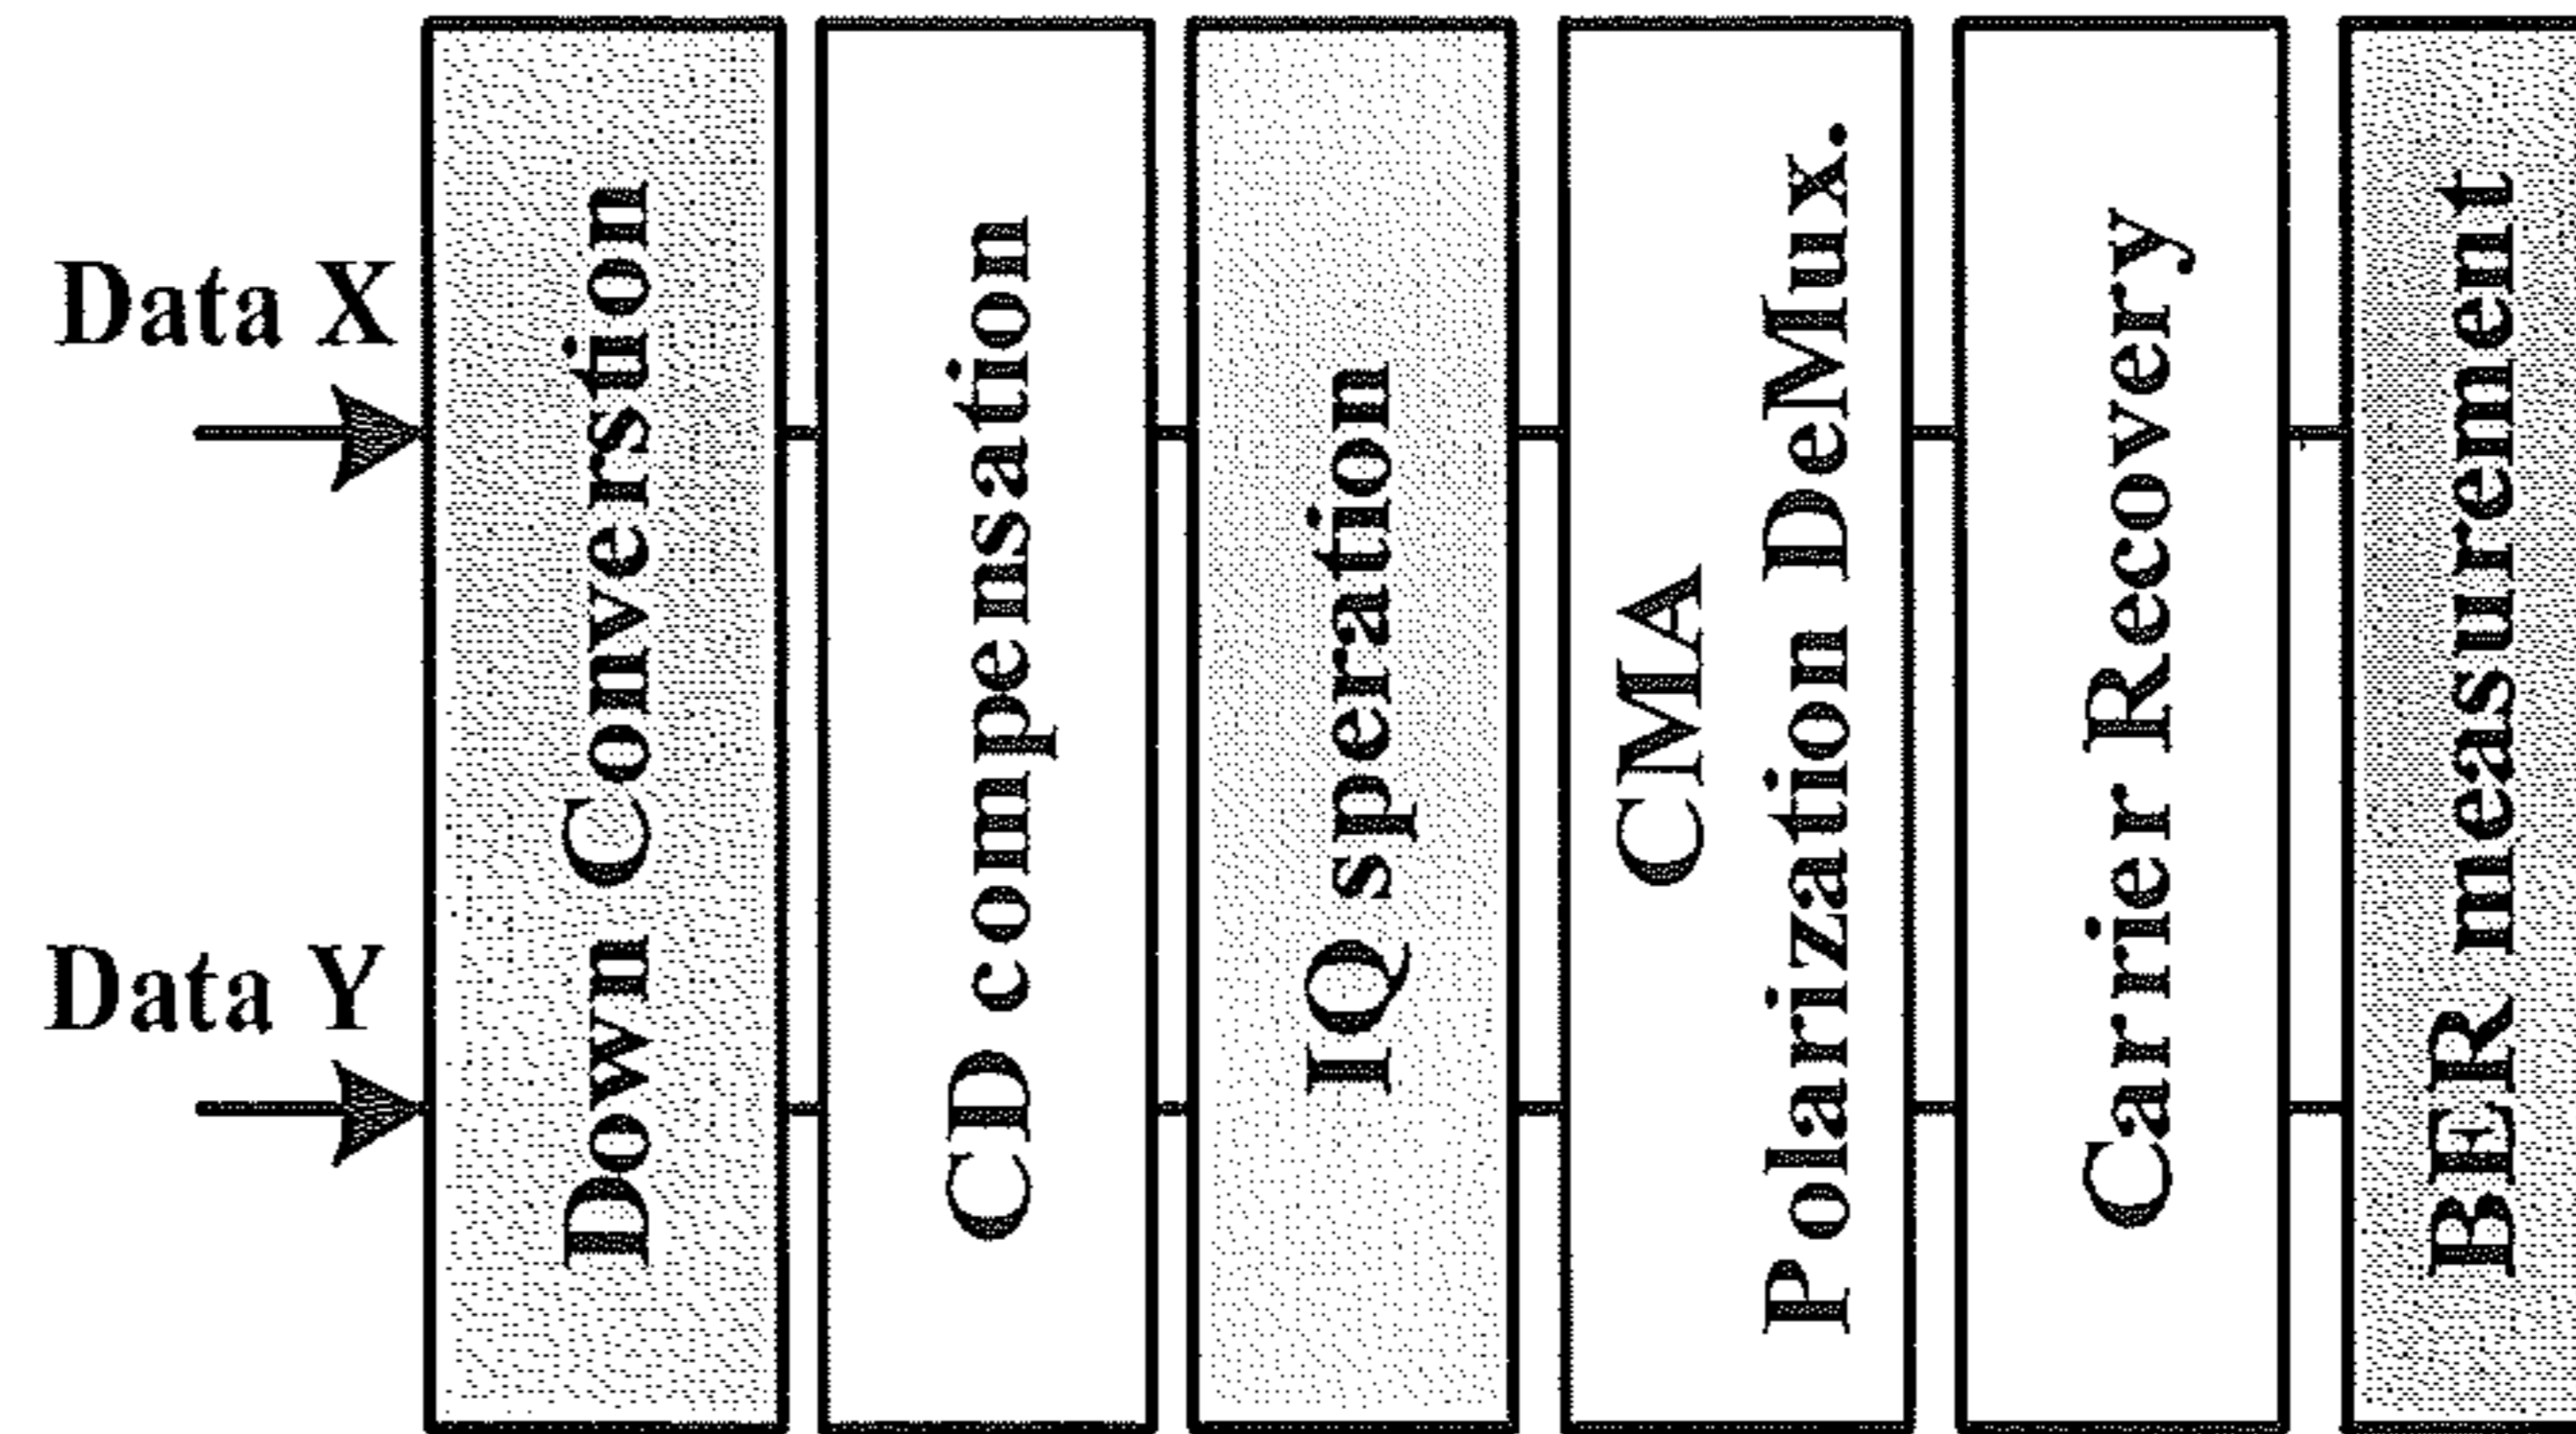 Data X
Data Y
Down Conversion
CD compensation
IQ speration
CMA
Polarization DeMux.
Carrier Recovery
BER measurement